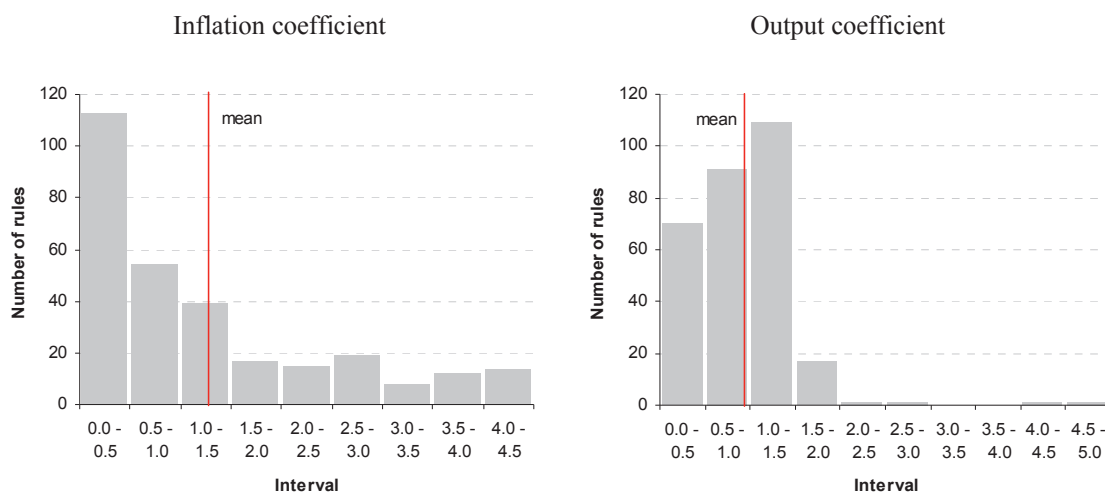 Inflation coefficient
120
100
80
60
40
20
0
Number of rules
mean
0.0 - 0.5 - 1.0 - 1.5 - 2.0 - 2.5 - 3.0 - 3.5 - 4.0 -
0.5 1.0 1.5 2.0 2.5 3.0 3.5 4.0 4.5
Interval
Output coefficient
120
100
80
60
40
20
0
Number of rules
mean
0.0 - 0.5 - 1.0 - 1.5 - 2.0 - 2.5 - 3.0 - 3.5 - 4.0 - 4.5 -
0.5 1.0 1.5 2.0 2.5 3.0 3.5 4.0 4.5 5.0
Interval